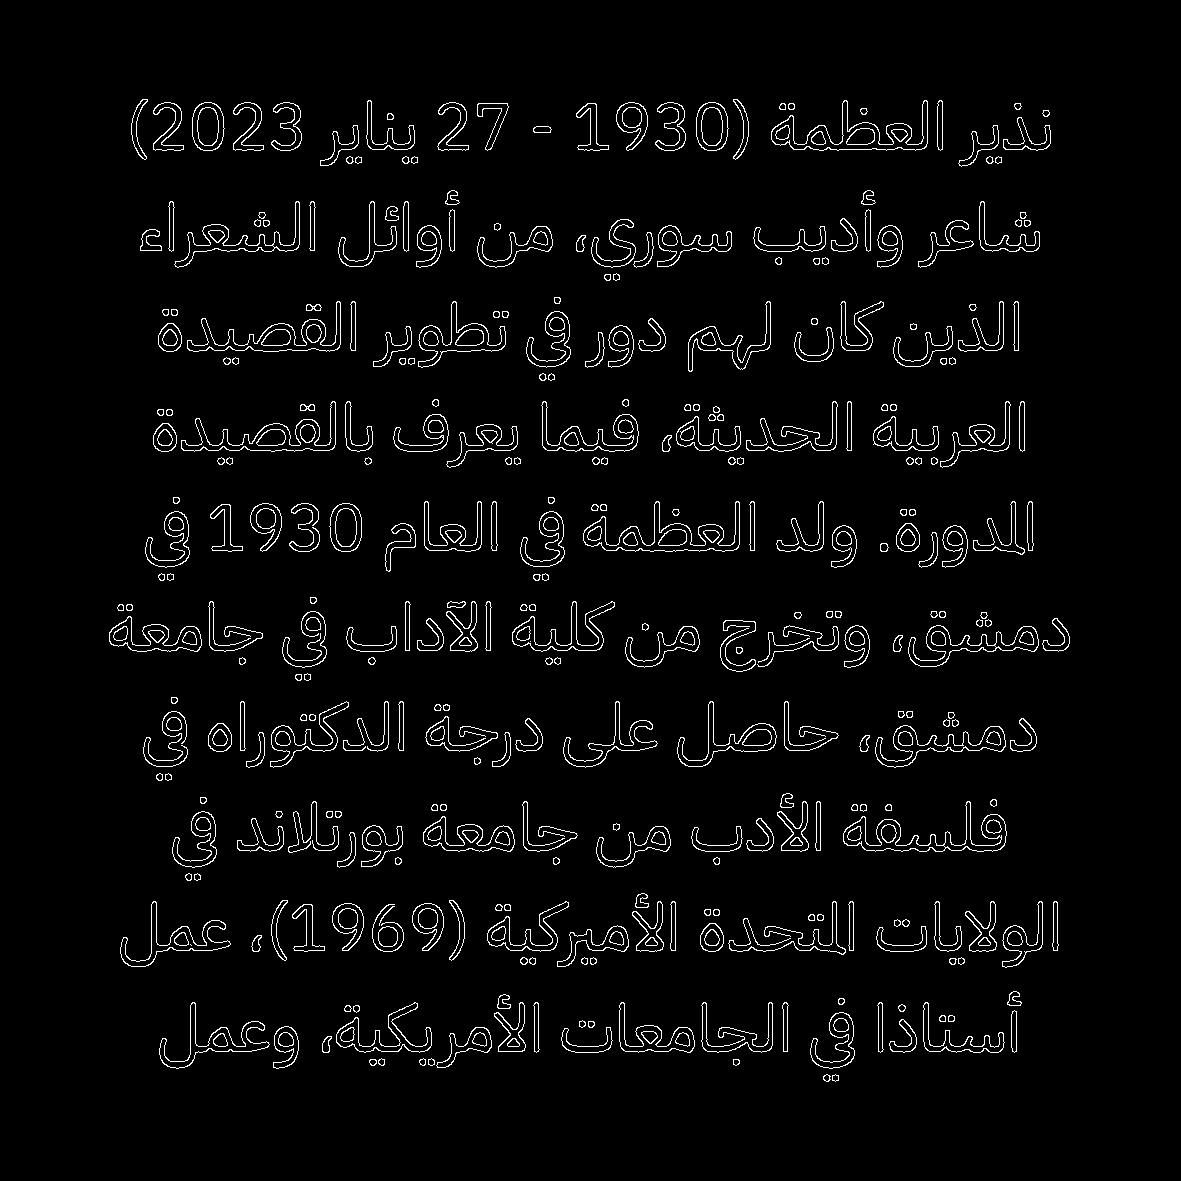 نذير العظمة (1930 - 27 يناير 2023)
شاعر وأديب سوري، من أوائل الشعراء
الذين كان لهم دور في تطوير القصيدة
العربية الحديثة، فيما يعرف بالقصيدة
المدورة. ولد العظمة في العام 1930 في
دمشق، وتخرج من كلية الآداب في جامعة
دمشق، حاصل على درجة الدكتوراه في
فلسفة الأدب من جامعة بورتلاند في
الولايات المتحدة الأميركية (1969)، عمل
أستاذا في الجامعات الأمريكية، وعمل